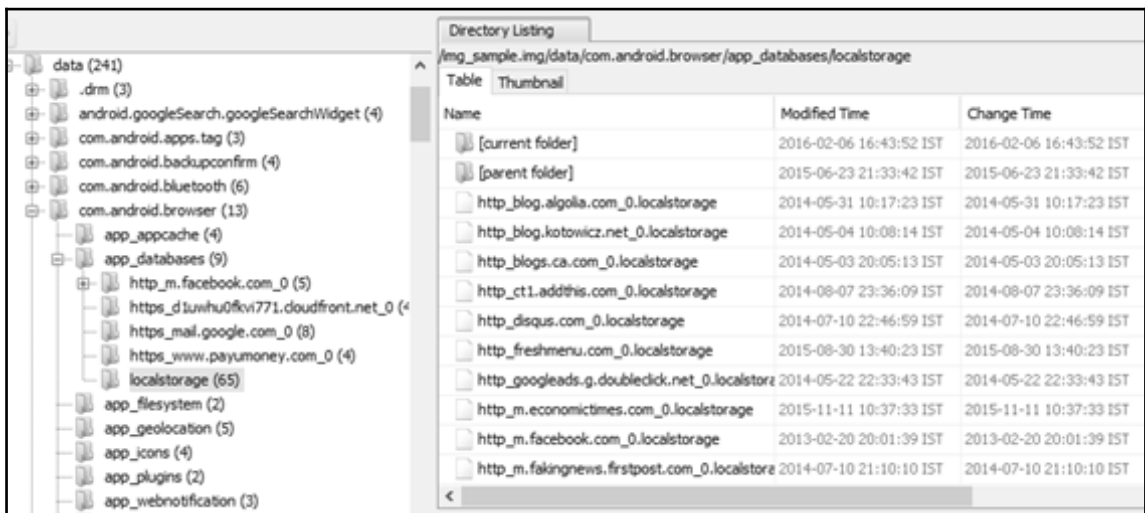 data (241)
.drm (3)
android.googleSearch.googleSearchWidget (4)
com.android.apps.tag (3)
com.android.backupconfirm (4)
com.android.bluetooth (6)
com.android.browser (13)
app_appcache (4)
app_databases (9)
http_m.facebook.com_0 (5)
https_d1uwhu0fkvi771.cloudfront.net_0 (4
https_mail.google.com_0 (8)
https_www.payumoney.com_0 (4)
localstorage (65)
app_filesystem (2)
app_geolocation (5)
app_icons (4)
app_plugins (2)
app_webnotification (3)
Directory Listing
/img_sample.img/data/com.android.browser/app_databases/localstorage
Table Thumbnail
Name Modified Time Change Time
[current folder] 2016-02-06 16:43:52 IST 2016-02-06 16:43:52 IST
[parent folder] 2015-06-23 21:33:42 IST 2015-06-23 21:33:42 IST
http_blog.algolia.com_0.localstorage 2014-05-31 10:17:23 IST 2014-05-31 10:17:23 IST
http_blog.kotowicz.net_0.localstorage 2014-05-04 10:08:14 IST 2014-05-04 10:08:14 IST
http_blogs.ca.com_0.localstorage 2014-05-03 20:05:13 IST 2014-05-03 20:05:13 IST
http_ct1.addthis.com_0.localstorage 2014-08-07 23:36:09 IST 2014-08-07 23:36:09 IST
http_disqus.com_0.localstorage 2014-07-10 22:46:59 IST 2014-07-10 22:46:59 IST
http_freshmenu.com_0.localstorage 2015-08-30 13:40:23 IST 2015-08-30 13:40:23 IST
http_googleads.g.doubleclick.net_0.localstora 2014-05-22 22:33:43 IST 2014-05-22 22:33:43 IST
http_m.economictimes.com_0.localstorage 2015-11-11 10:37:33 IST 2015-11-11 10:37:33 IST
http_m.facebook.com_0.localstorage 2013-02-20 20:01:39 IST 2013-02-20 20:01:39 IST
http_m.fakingnews.firstpost.com_0.localstora 2014-07-10 21:10:10 IST 2014-07-10 21:10:10 IST